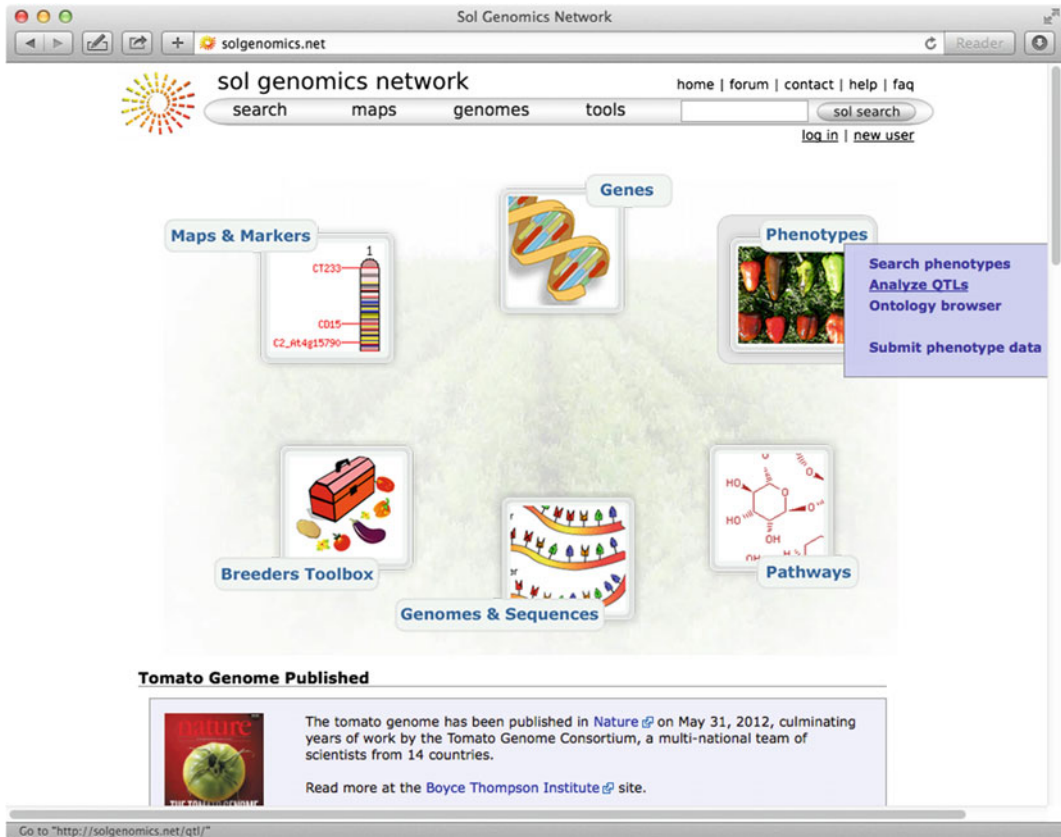 Sol Genomics Network
solgenomics.net
Reader
sol genomics network
home | forum | contact | help | faq
search maps genomes tools
sol search
log in | new user
Genes
Maps & Markers
1
CT233
CD15
C2_At4g15790
Phenotypes
Search phenotypes
Analyze QTLs
Ontology browser
Submit phenotype data
Breeders Toolbox
Genomes & Sequences
HO
O
HO
OH
OH
Pathways
Tomato Genome Published
nature
THE TOMATO GENOME
The tomato genome has been published in Nature on May 31, 2012, culminating
years of work by the Tomato Genome Consortium, a multi-national team of
scientists from 14 countries.
Read more at the Boyce Thompson Institute site.
Go to "http://solgenomics.net/qtl/"